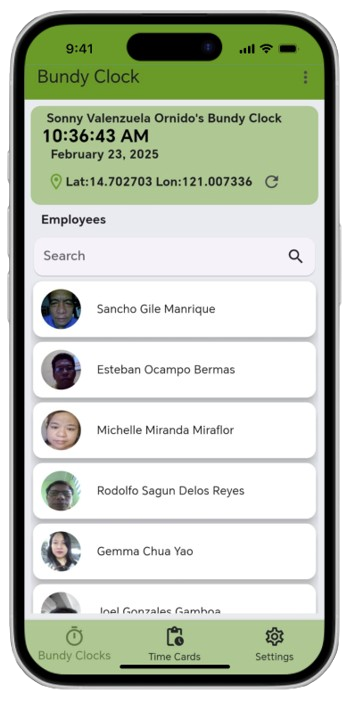 9:41
Bundy Clock
Sonny Valenzuela Ornido's Bundy Clock
10:36:43 AM
February 23, 2025
Lat:14.702703 Lon:121.007336
Employees
Search
Sancho Gile Manrique
Esteban Ocampo Bermas
Michelle Miranda Miraflor
Rodolfo Sagun Delos Reyes
Gemma Chua Yao
Joel Gonzales Gamboa
Bundy Clocks
Time Cards
Settings